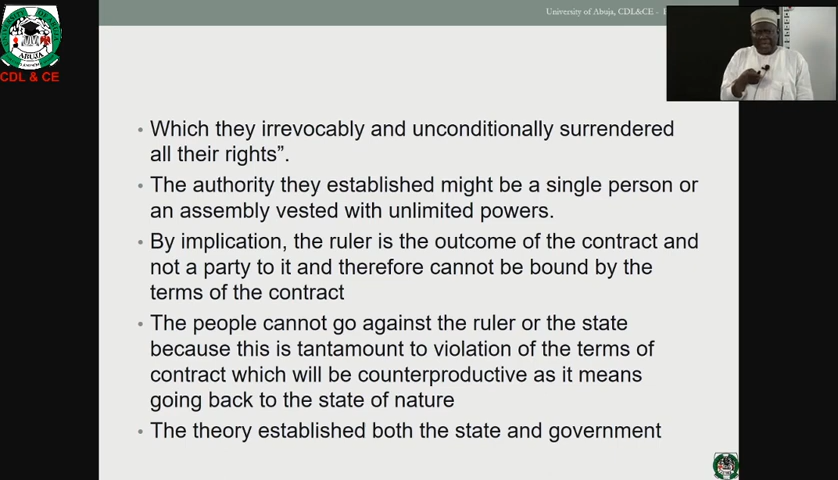 University of Abuja, CDL&CE -
ABUJA
CDL & CE
• Which they irrevocably and unconditionally surrendered
all their rights”.
• The authority they established might be a single person or
an assembly vested with unlimited powers.
• By implication, the ruler is the outcome of the contract and
not a party to it and therefore cannot be bound by the
terms of the contract
• The people cannot go against the ruler or the state
because this is tantamount to violation of the terms of
contract which will be counterproductive as it means
going back to the state of nature
• The theory established both the state and government